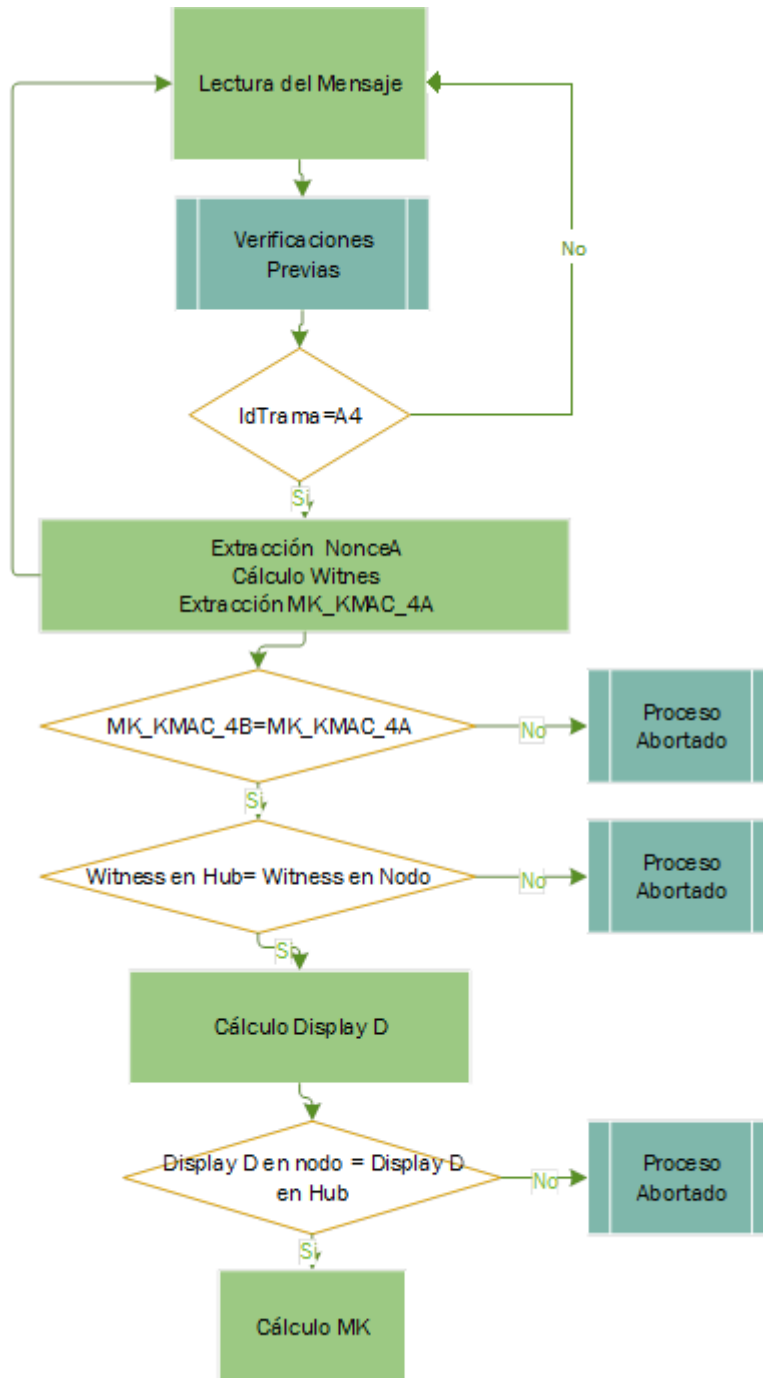 Lectura del Mensaje
Verificaciones
Previas
No
IdTrama=A4
Si
Extracción NonceA
Cálculo Witnes
Extracción MK_KMAC_4A
MK_KMAC_4B=MK_KMAC_4A
No
Proceso
Abortado
Si
Witness en Hub= Witness en Nodo
No
Proceso
Abortado
Si
Cálculo Display D
Display D en nodo = Display D
en Hub
No
Proceso
Abortado
Si
Cálculo MK